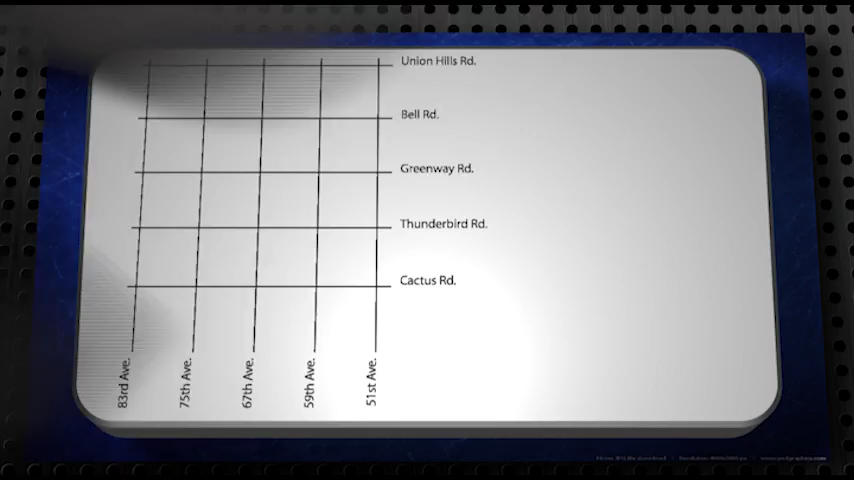 Union Hills Rd.
Bell Rd.
Greenway Rd.
Thunderbird Rd.
Cactus Rd.
83rd Ave.
75th Ave.
67th Ave.
59th Ave.
51st Ave.